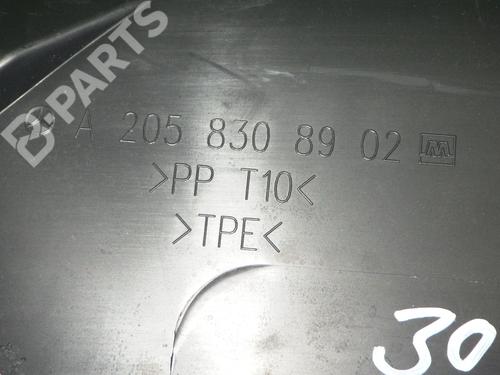 B-PARTS
A 205 830 89 02 M
>PP T10<
>TPE<
30